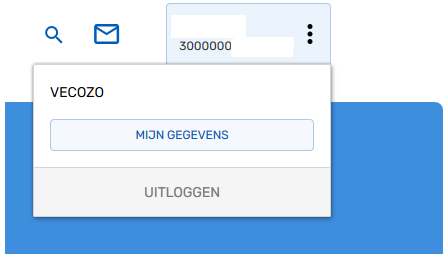 3000000
VECOZO
MIJN GEGEVENS
UITLOGGEN